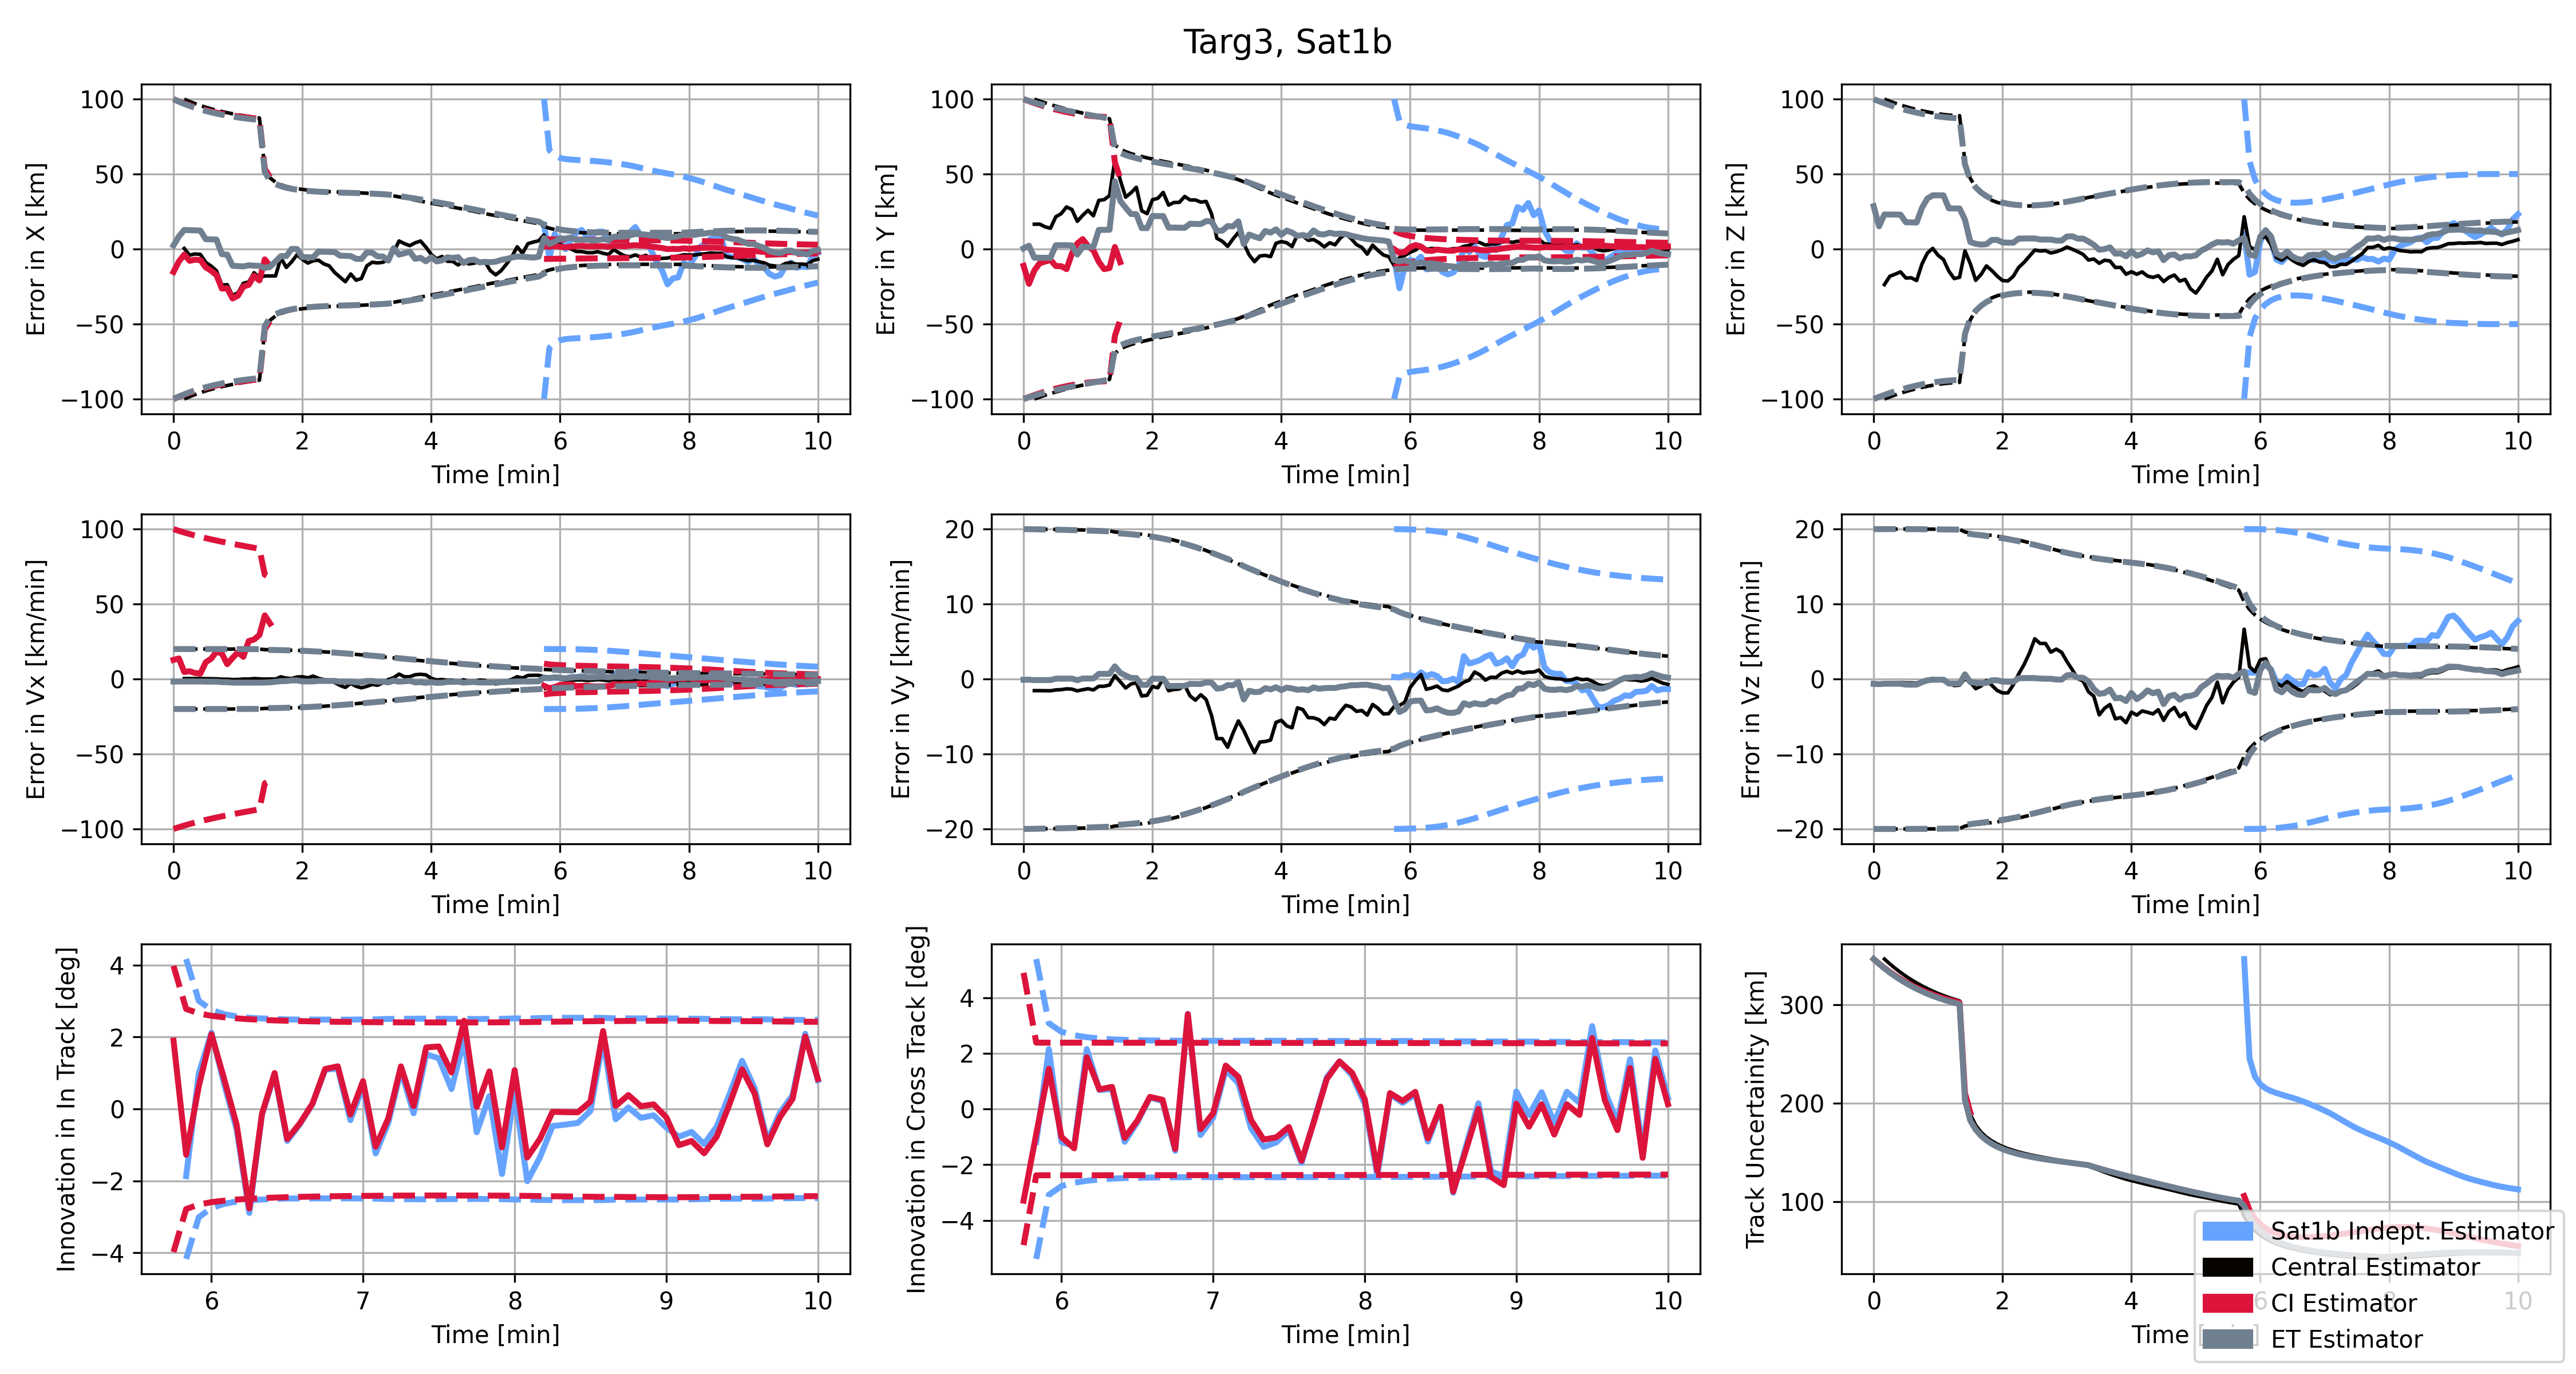 Targ3, Sat1b
Error in X [km]
100
50
0
−50
−100
0 2 4 6 8 10
Time [min]
Error in Y [km]
100
50
0
−50
−100
0 2 4 6 8 10
Time [min]
Error in Z [km]
100
50
0
−50
−100
0 2 4 6 8 10
Time [min]
Error in Vx [km/min]
100
50
0
−50
−100
0 2 4 6 8 10
Time [min]
Error in Vy [km/min]
20
10
0
−10
−20
0 2 4 6 8 10
Time [min]
Error in Vz [km/min]
20
10
0
−10
−20
0 2 4 6 8 10
Time [min]
Innovation in In Track [deg]
4
2
0
−2
−4
6 7 8 9 10
Time [min]
Innovation in Cross Track [deg]
4
2
0
−2
−4
6 7 8 9 10
Time [min]
Track Uncertainity [km]
300
200
100
0 2 4 6 10
Time
Sat1b Indept. Estimator
Central Estimator
CI Estimator
ET Estimator